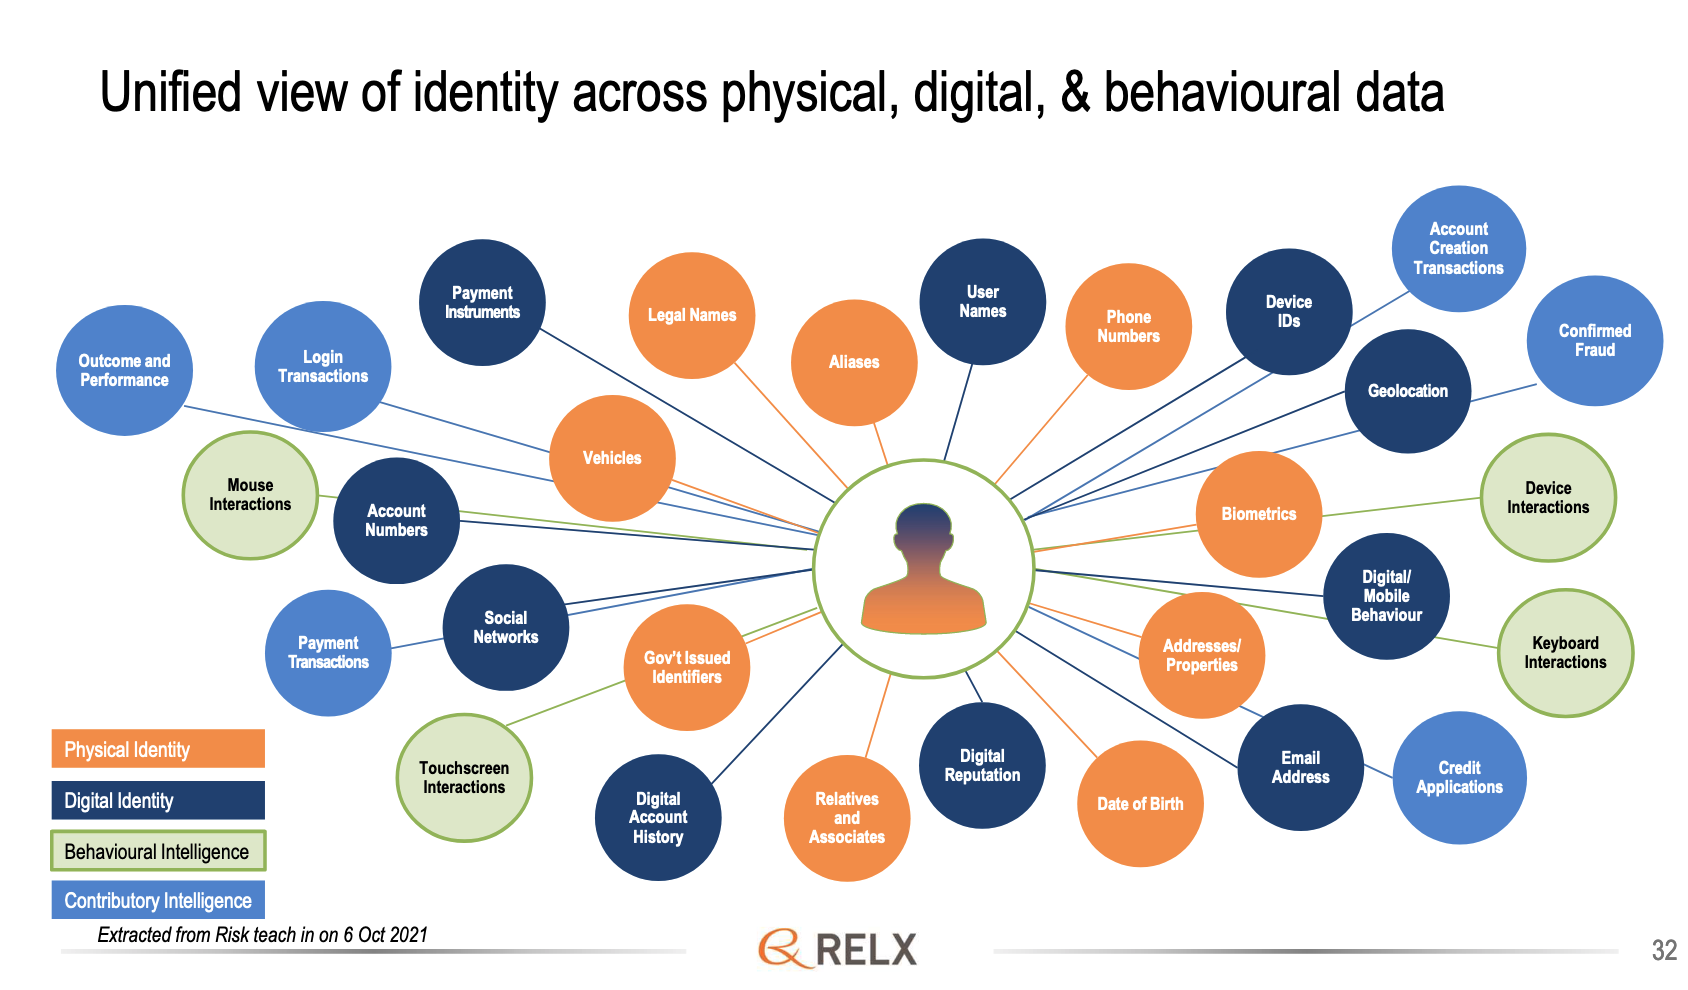 Unified view of identity across physical, digital, & behavioural data
Account
Creation
Transactions
Payment
Instruments
Legal Names
User
Names
Phone
Numbers
Device
IDs
Confirmed
Fraud
Outcome and
Performance
Login
Transactions
Aliases
Geolocation
Vehicles
Mouse
Interactions
Account
Numbers
Biometrics
Device
Interactions
Digital/
Mobile
Behaviour
Payment
Transactions
Social
Networks
Gov't Issued
Identifiers
Addresses/
Properties
Keyboard
Interactions
Touchscreen
Interactions
Digital
Account
History
Relatives
and
Associates
Digital
Reputation
Date of Birth
Email
Address
Credit
Applications
Physical Identity
Digital Identity
Behavioural Intelligence
Contributory Intelligence
Extracted from Risk teach in on 6 Oct 2021
RELX
32